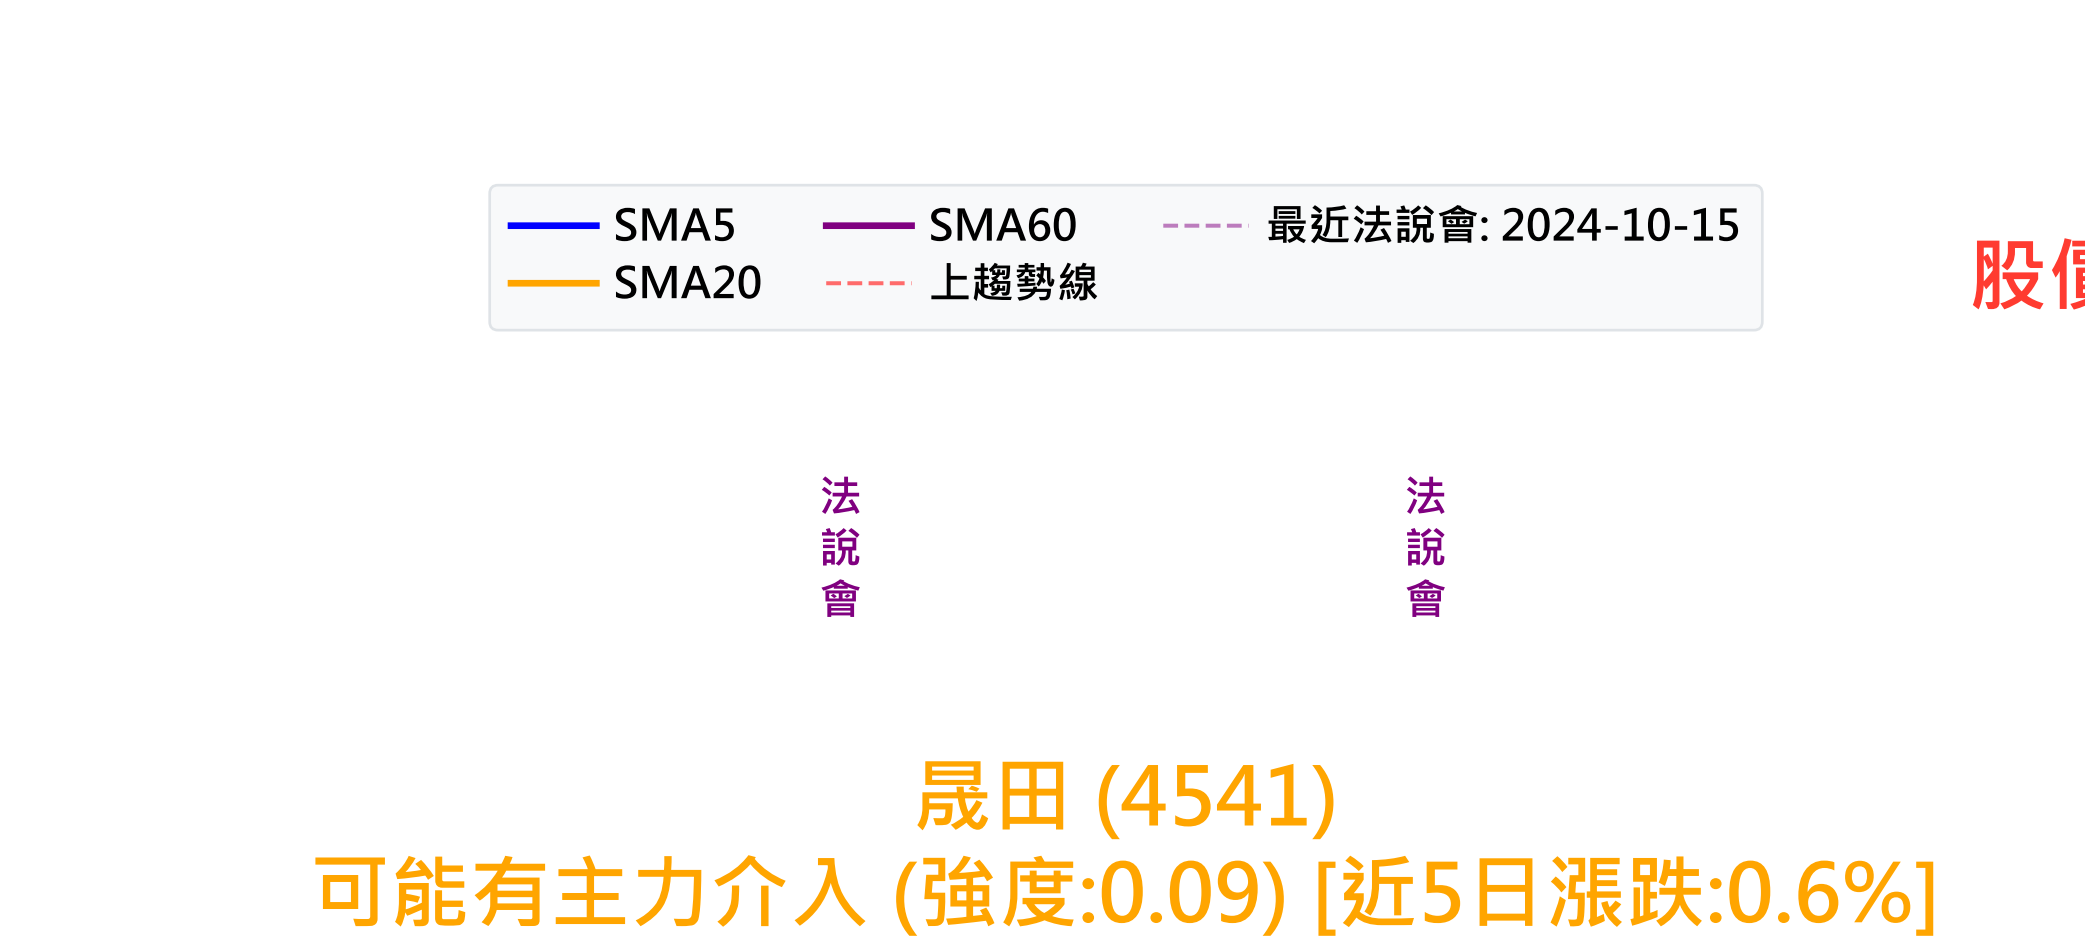 SMA5
SMA20
SMA60
上趨勢線
最近法說會: 2024-10-15
股
法說會
法說會
晟田 (4541)
可能有主力介入 (強度:0.09) [近5日漲跌:0.6%]